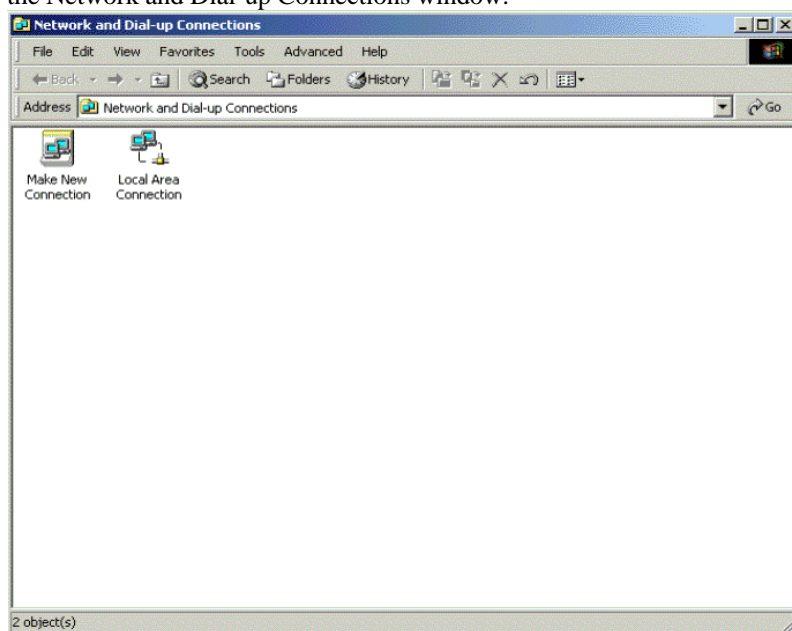 the Network and Dial-up Connections window.
Network and Dial-up Connections
File Edit View Favorites Tools Advanced Help
Back Search Folders History
Address Network and Dial-up Connections Go
Make New Connection
Local Area Connection
2 object(s)